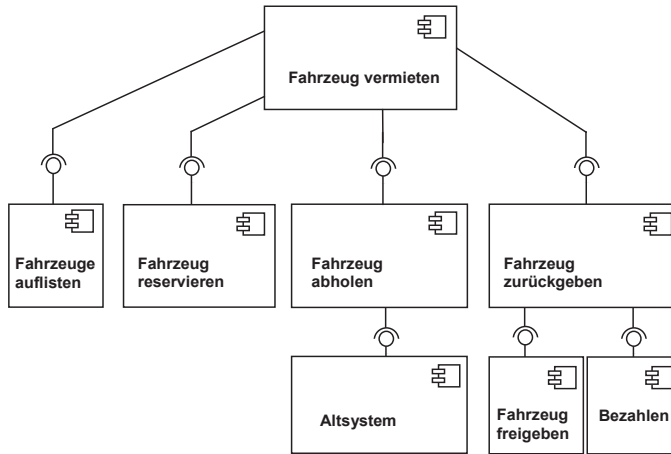 Fahrzeug vermieten
Fahrzeuge
auflisten
Fahrzeug
reservieren
Fahrzeug
abholen
Fahrzeug
zurückgeben
Altsystem
Fahrzeug
freigeben
Bezahlen